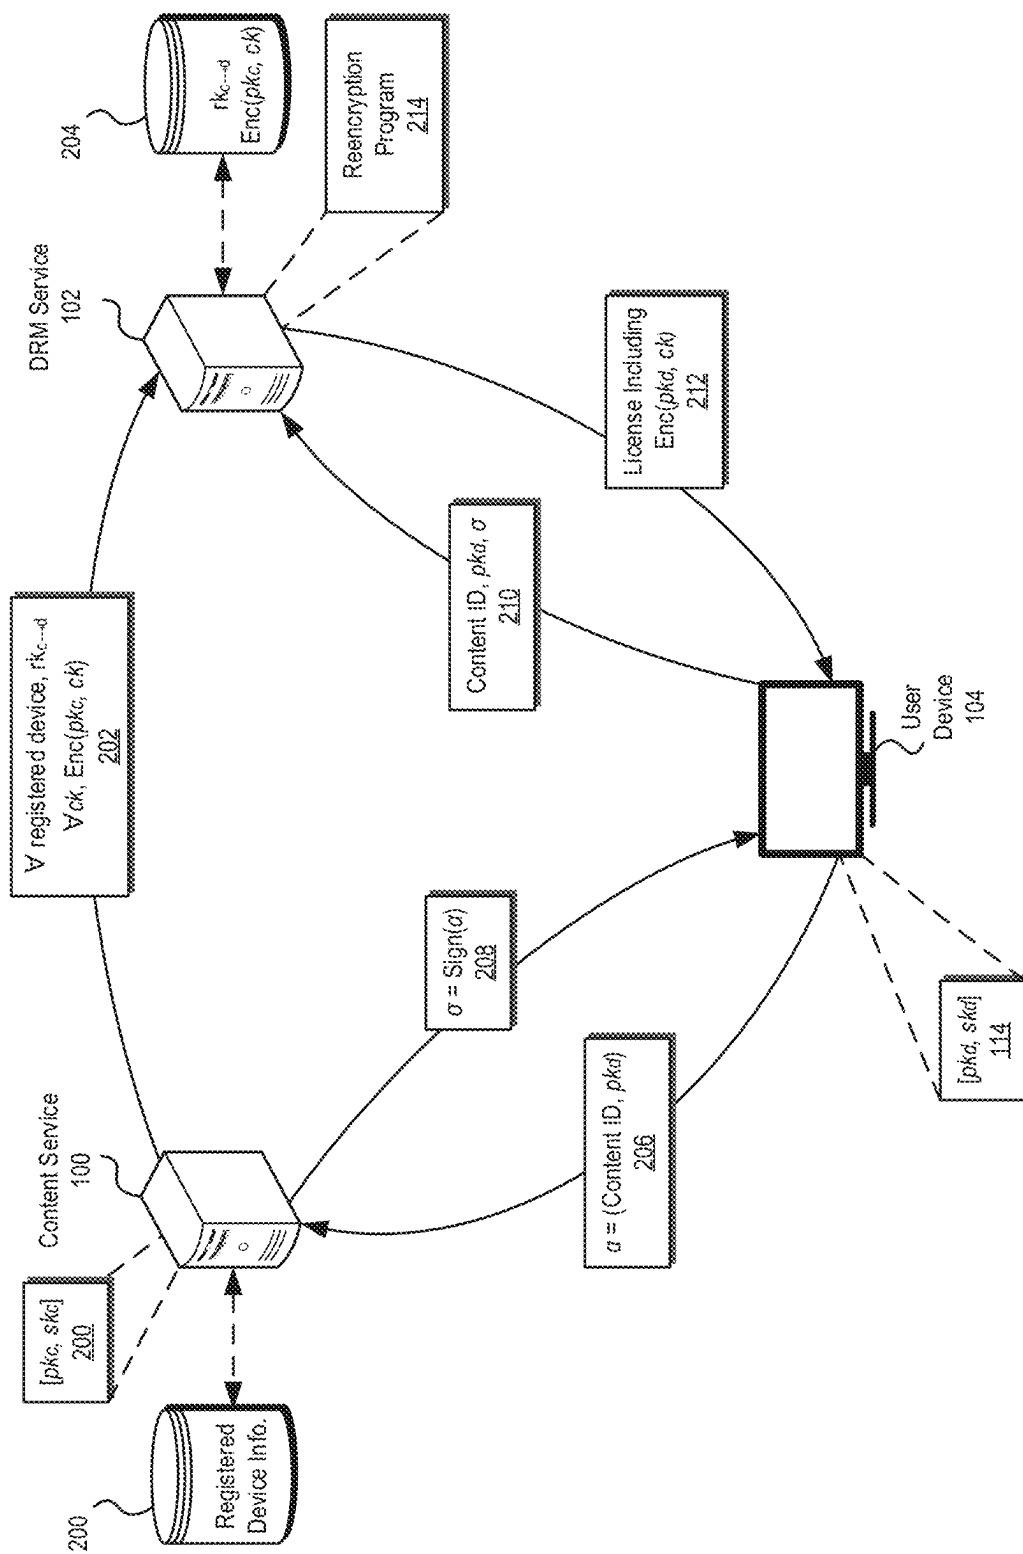 200
Registered
Device Info.
[pkc, skc]
200
Content Service
100
∀ registered device, rkc→d
∀ck, Enc(pkc, ck)
202
DRM Service
102
204
rkc→d
Enc(pkc, ck)
Reencryption
Program
214
σ = Sign(α)
208
α = (Content ID, pkd)
206
Content ID, pkd, σ
210
License Including
Enc(pkd, ck)
212
User
Device
104
[pkd, skd]
114